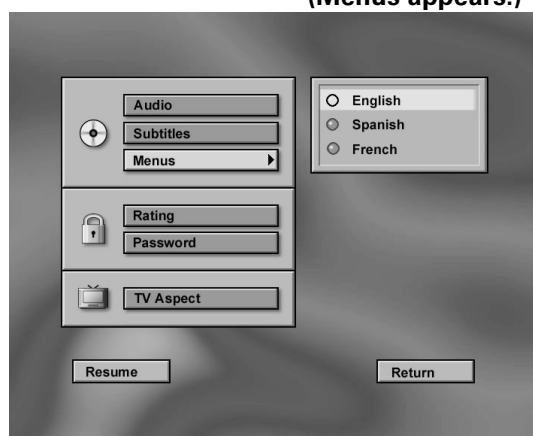 (Menus appears.)
Audio
Subtitles
Menus
English
Spanish
French
Rating
Password
TV Aspect
Resume
Return